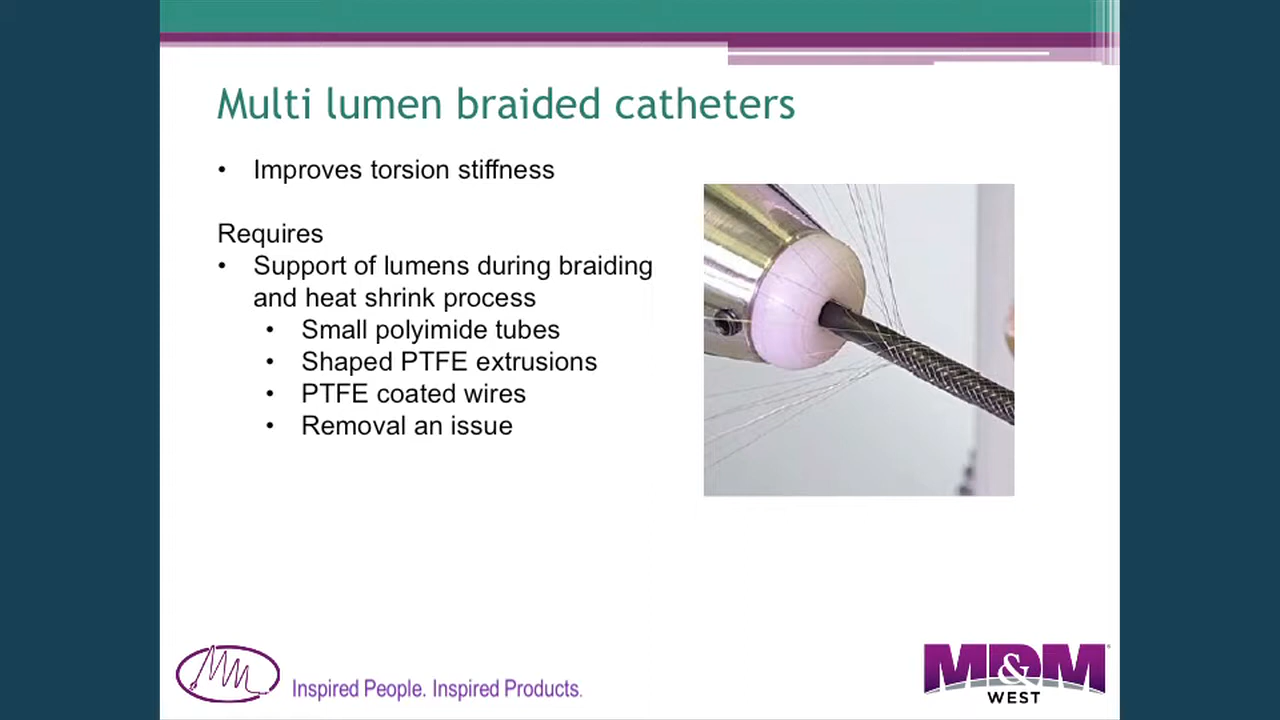 Multi lumen braided catheters
• Improves torsion stiffness
Requires
• Support of lumens during braiding
and heat shrink process
• Small polyimide tubes
• Shaped PTFE extrusions
• PTFE coated wires
• Removal an issue
Inspired People. Inspired Products.
MD&M
WEST